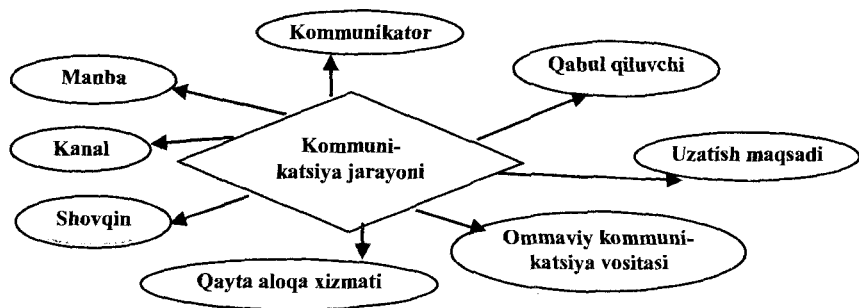 Kommunikator
Manba
Qabul qiluvchi
Kanal
Kommuni-
katsiya jarayoni
Uzatish maqsadi
Shovqin
Ommaviy kommuni-
katsiya vositasi
Qayta aloqa xizmati